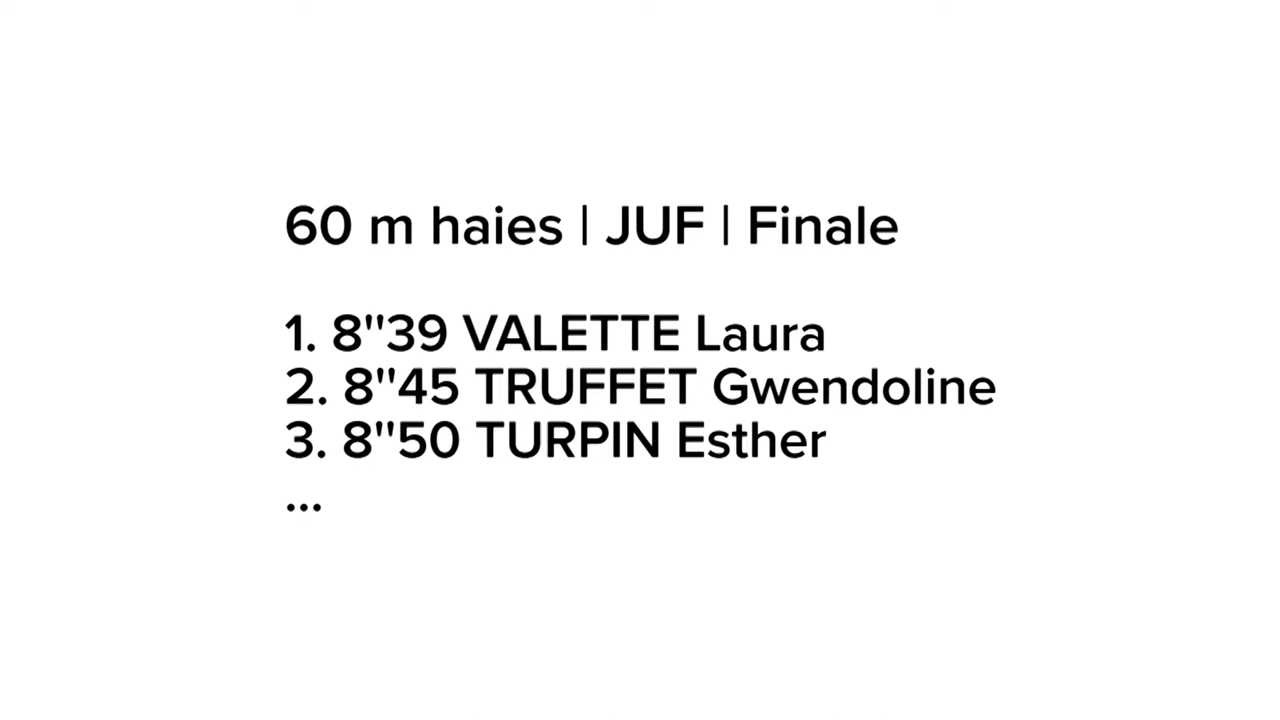 60 m haies | JUF | Finale
1. 8''39 VALETTE Laura
2. 8''45 TRUFFET Gwendoline
3. 8''50 TURPIN Esther
...